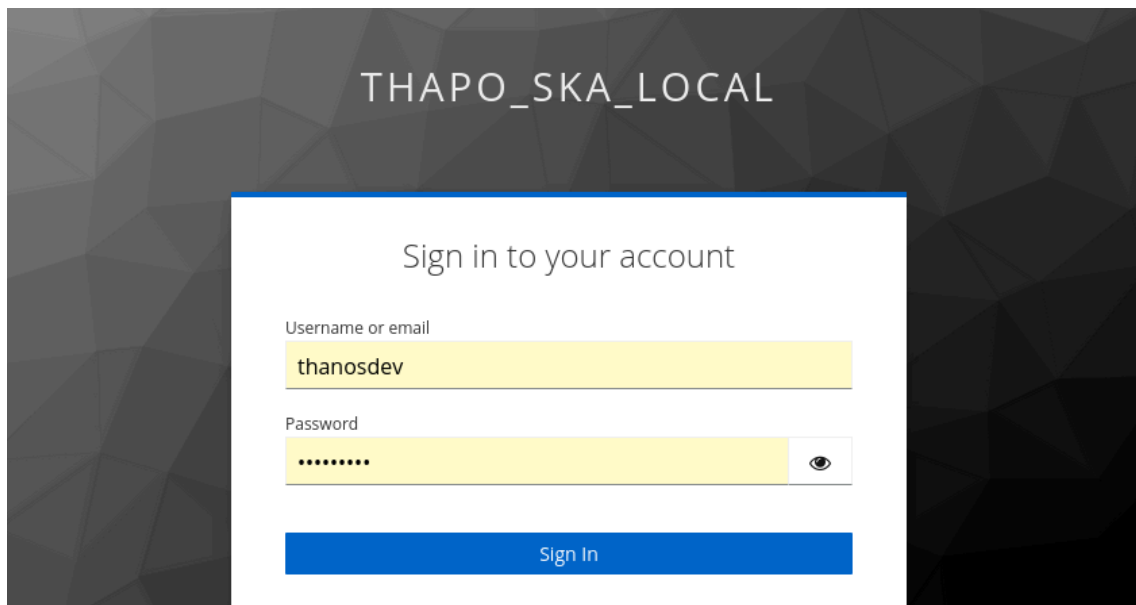 THAPO_SKA_LOCAL
Sign in to your account
Username or email
thanosdev
Password
•••••••••
Sign In